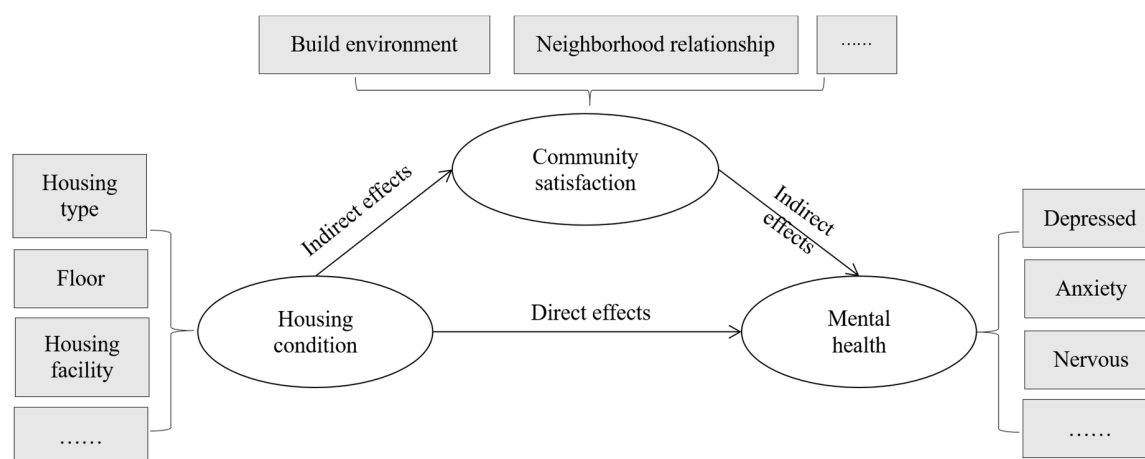 Build environment
Neighborhood relationship
......
Community
satisfaction
Housing
type
Floor
Housing
facility
......
Indirect effects
Indirect
effects
Housing
condition
Direct effects
Mental
health
Depressed
Anxiety
Nervous
......